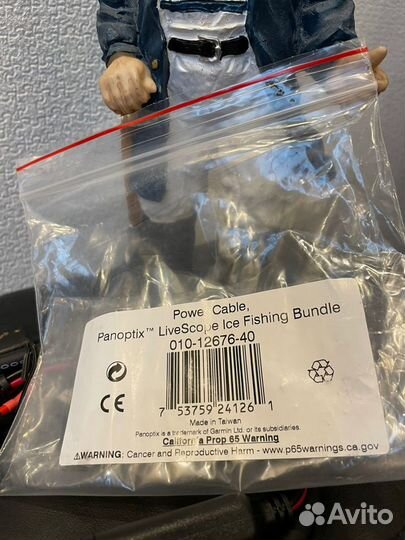 Power Cable,
Panoptix™ LiveScope Ice Fishing Bundle
010-12676-40
CE
7 53759 24126 1
Made in Taiwan
Panoptix is a trademark of Garmin Ltd. or its subsidiaries.
California Prop 65 Warning
⚠WARNING: Cancer and Reproductive Harm - www.p65warnings.ca.gov
Avito